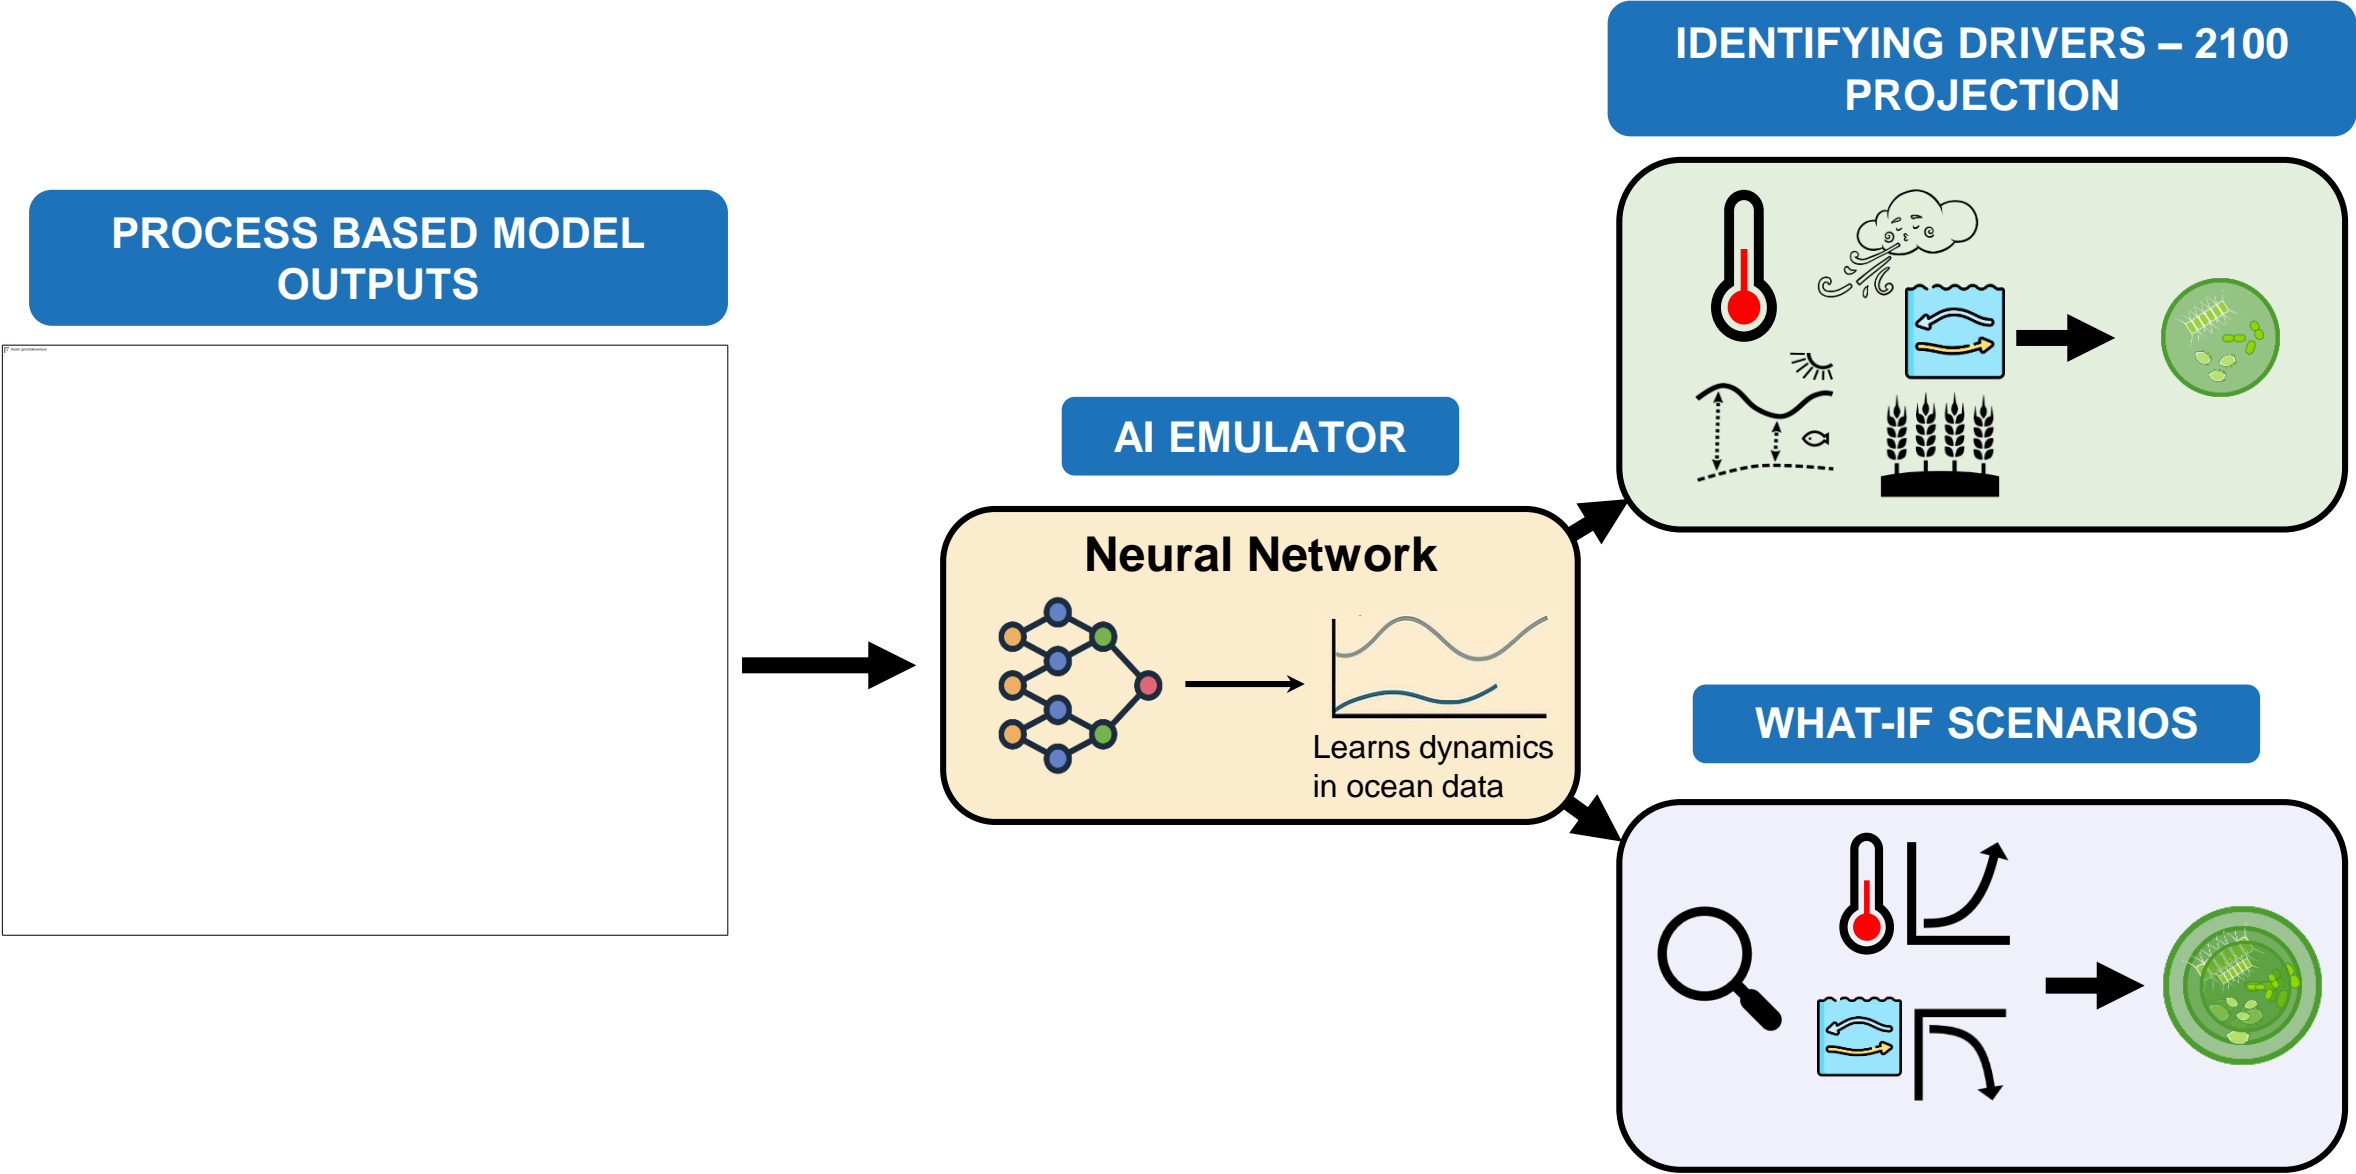 IDENTIFYING DRIVERS – 2100
PROJECTION
PROCESS BASED MODEL
OUTPUTS
AI EMULATOR
Neural Network
Learns dynamics
in ocean data
WHAT-IF SCENARIOS